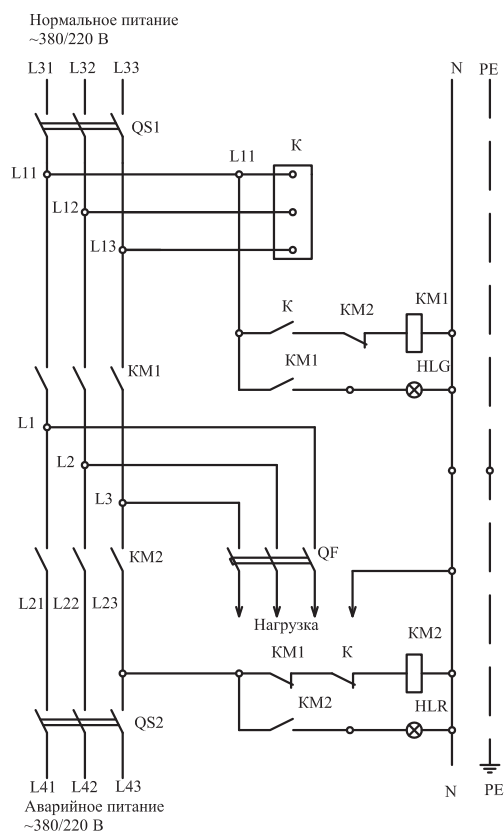 Нормальное питание
~380/220 В
L31 L32 L33 N PE
QS1
L11 L11 К
L12
L13
К КМ2 КМ1
КМ1 HLG
КМ1
L1
L2
L3
КМ2 QF
L21 L22 L23
Нагрузка
КМ1 К КМ2
КМ2 HLR
QS2
L41 L42 L43 N PE
Аварийное питание
~380/220 В